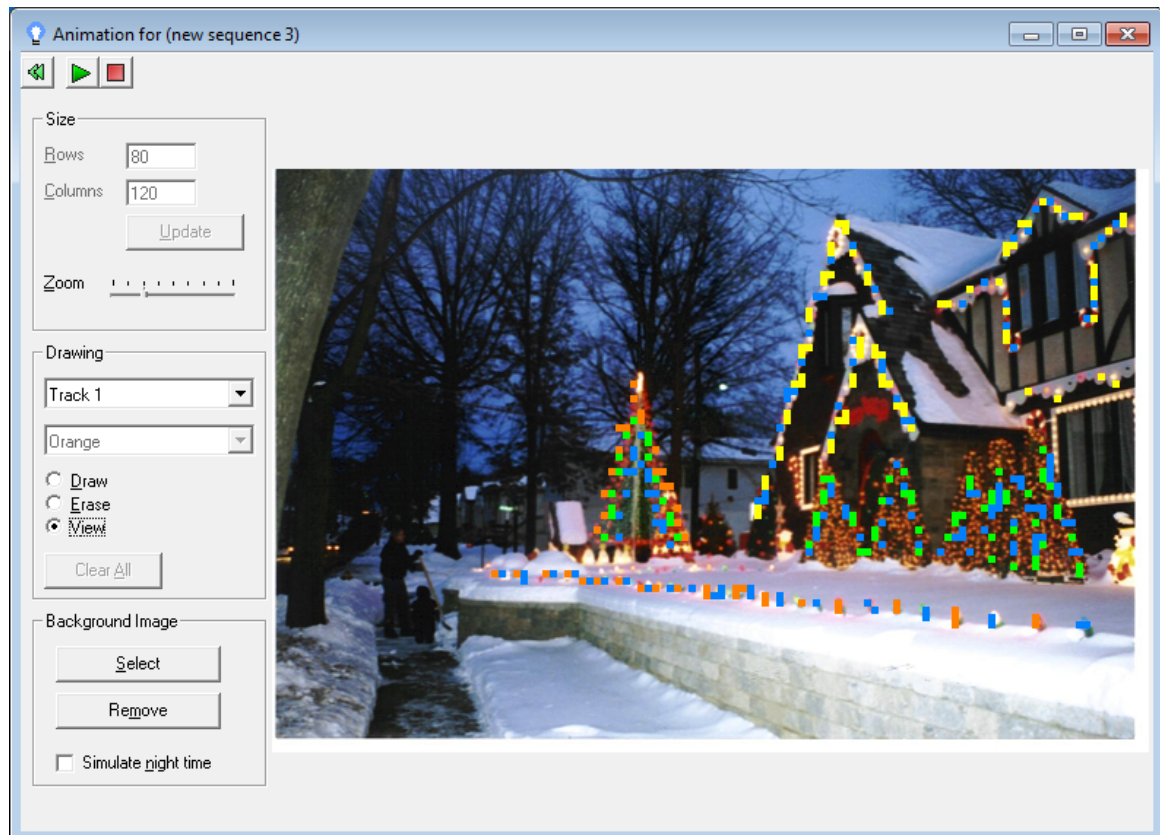 Animation for (new sequence 3)
Size
Rows 80
Columns 120
Update
Zoom
Drawing
Track 1
Orange
Draw
Erase
View
Clear All
Background Image
Select
Remove
Simulate night time